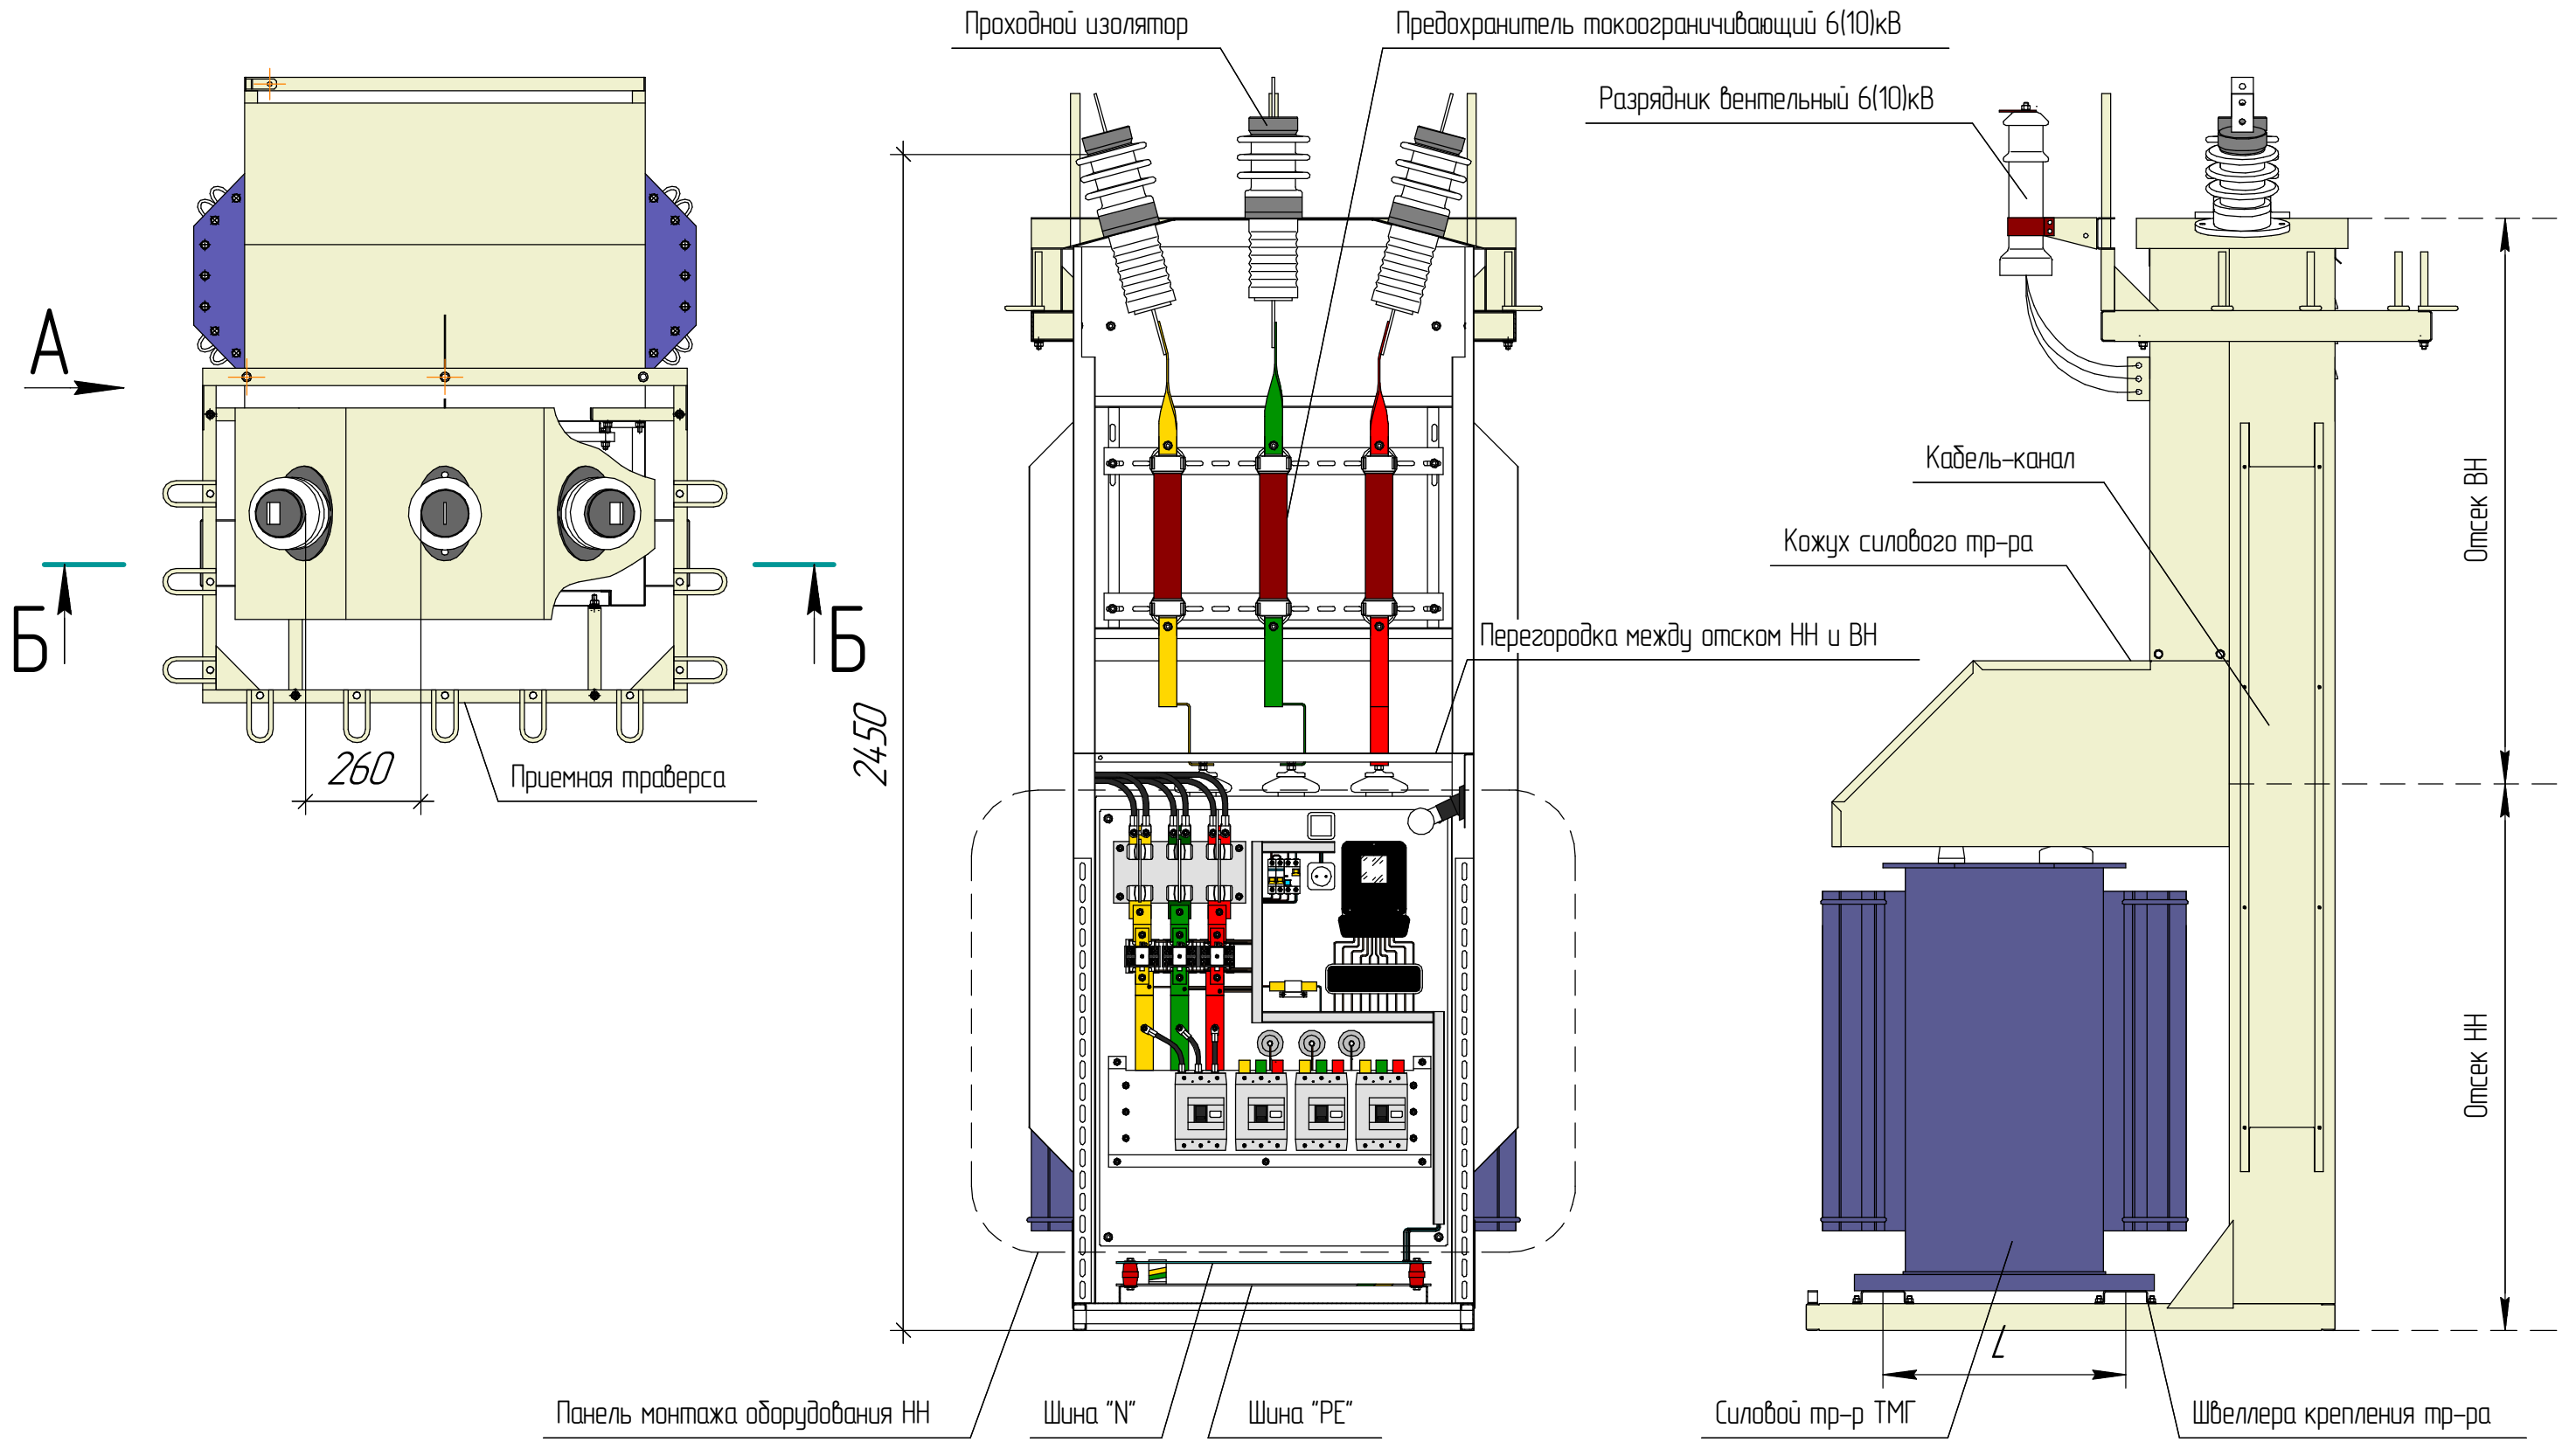 Проходной изолятор
Предохранитель токоограничивающий 6(10)кВ
Разрядник вентельный 6(10)кВ
А
Кабель-канал
Отсек ВН
Кожух силового тр-ра
Б
Б
Перегородка между отском НН и ВН
2450
260
Приемная траверса
Отсек НН
L
Панель монтажа оборудования НН
Шина "N"
Шина "PE"
Силовой тр-р ТМГ
Швеллера крепления тр-ра